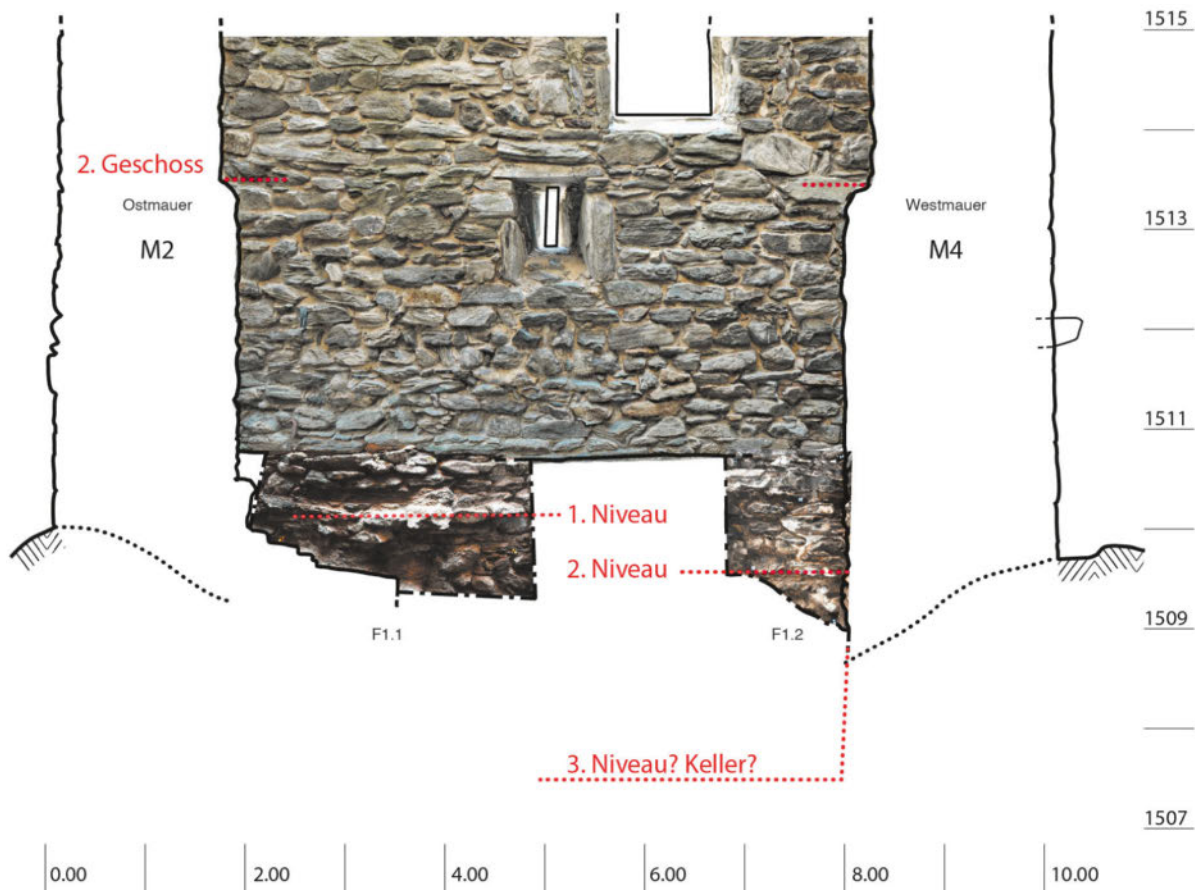 1515
2. Geschoss
Ostmauer
Westmauer
1513
M2
M4
1511
1. Niveau
2. Niveau
F1.1
F1.2
1509
3. Niveau? Keller?
1507
0.00
2.00
4.00
6.00
8.00
10.00